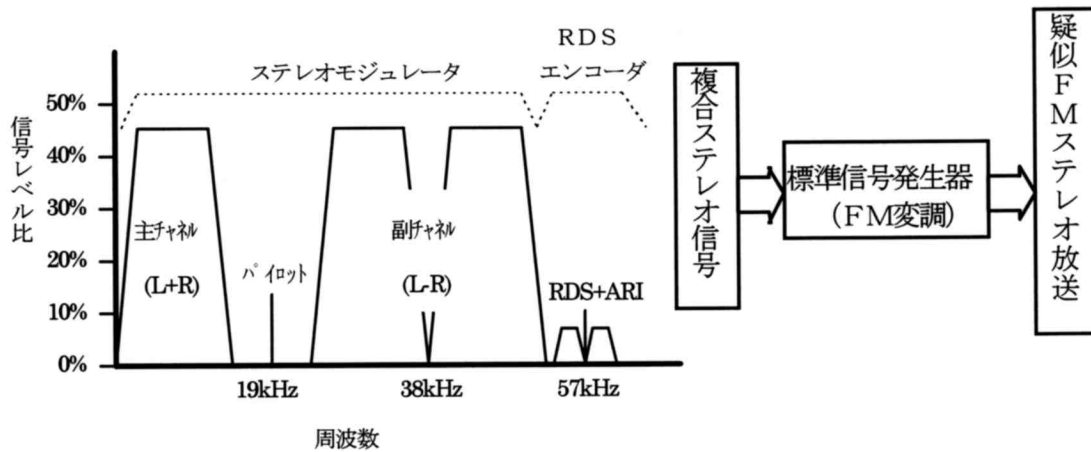 RDS
ステレオモジュレータ
エンコーダ
信号レベル比
50%
40%
30%
20%
10%
0%
主チャネル
(L+R)
パイロット
副チャネル
(L-R)
RDS+ARI
19kHz
38kHz
57kHz
周波数
複合ステレオ信号
標準信号発生器
(FM変調)
疑似FMステレオ放送